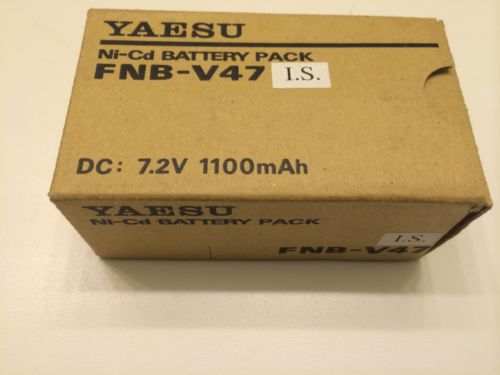 YAESU
Ni-Cd BATTERY PACK
FNB-V47 I.S.
DC: 7.2V 1100mAh
YAESU
Ni-Cd BATTERY PACK
I.S.
FNB-V47